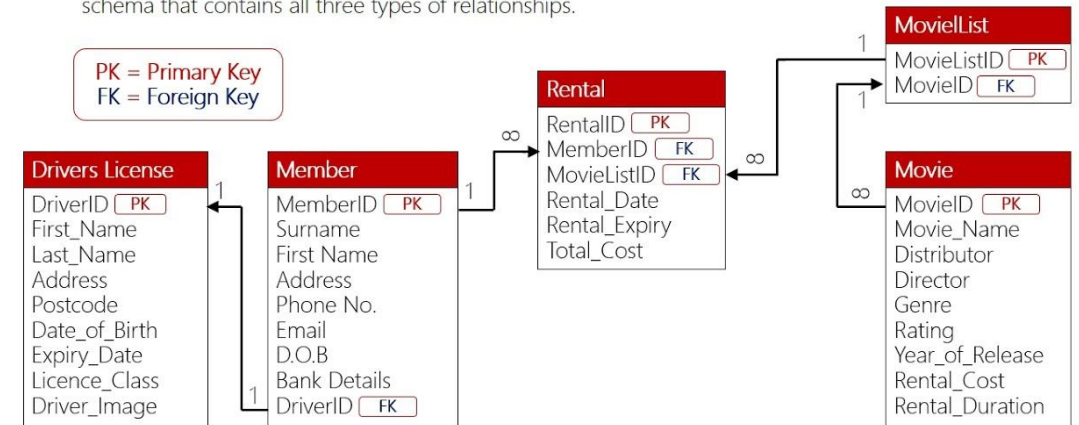 schema that contains all three types of relationships.
PK = Primary Key
FK = Foreign Key
Drivers License
DriverID PK
First_Name
Last_Name
Address
Postcode
Date_of_Birth
Expiry_Date
Licence_Class
Driver_Image
1
1
Member
MemberID PK
Surname
First Name
Address
Phone No.
Email
D.O.B
Bank Details
DriverID FK
1
∞
Rental
RentalID PK
MemberID FK
MovieListID FK
Rental_Date
Rental_Expiry
Total_Cost
∞
1
MovielList
MovieListID PK
MovieID FK
1
∞
Movie
MovieID PK
Movie_Name
Distributor
Director
Genre
Rating
Year_of_Release
Rental_Cost
Rental_Duration